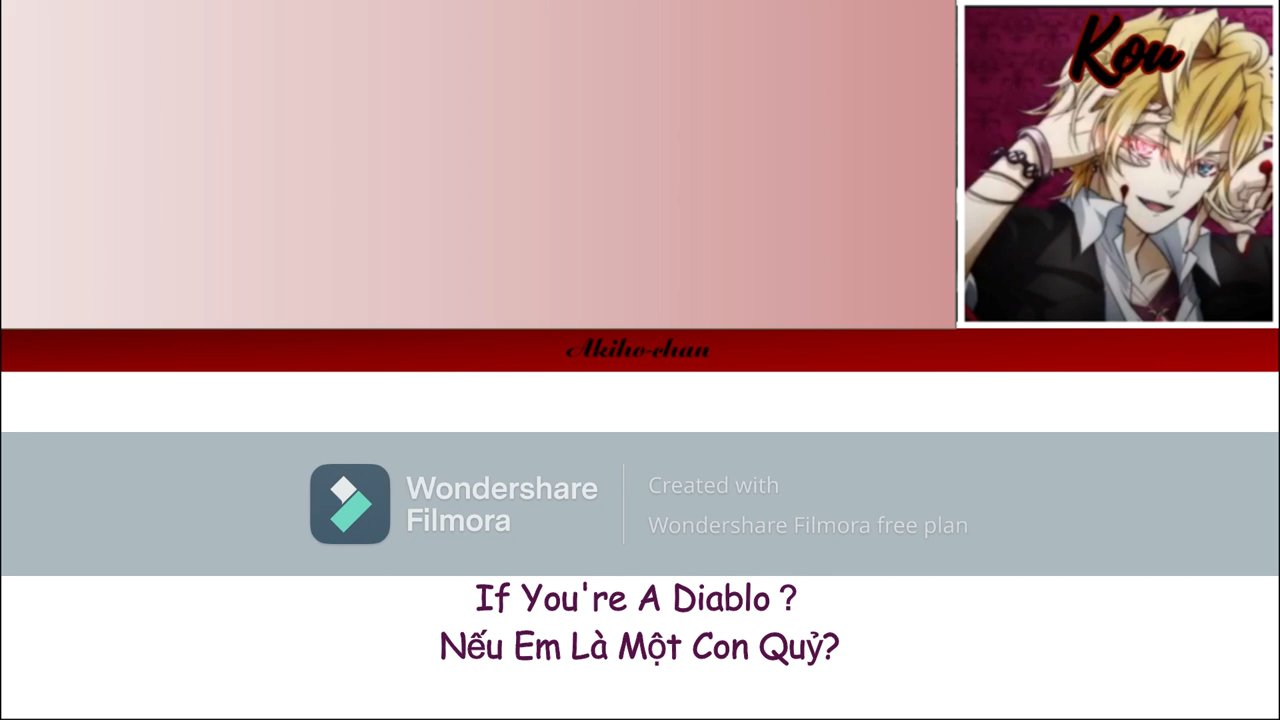 Kou
Akiho-chan
Wondershare
Filmora
Created with
Wondershare Filmora free plan
If You're A Diablo ?
Nếu Em Là Một Con Quỷ?